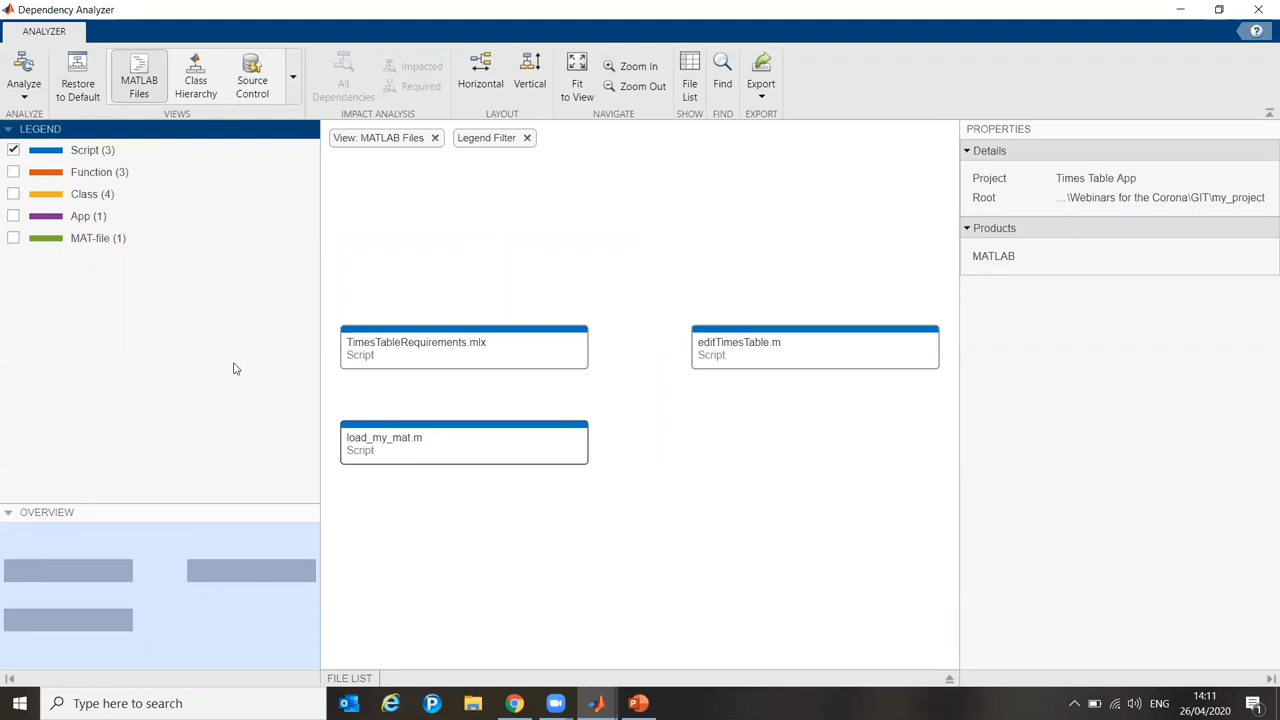 Dependency Analyzer
ANALYZER
Analyze
Restore to Default
MATLAB Files
Class Hierarchy
Source Control
All Dependencies
Impacted
Required
Horizontal
Vertical
Fit to View
Zoom In
Zoom Out
File List
Find
Export
ANALYZE
VIEWS
IMPACT ANALYSIS
LAYOUT
NAVIGATE
SHOW
FIND
EXPORT
LEGEND
Script (3)
Function (3)
Class (4)
App (1)
MAT-file (1)
View: MATLAB Files
Legend Filter
TimesTableRequirements.mlx
Script
editTimesTable.m
Script
load_my_mat.m
Script
PROPERTIES
Details
Project Times Table App
Root ...\Webinars for the Corona\GIT\my_project
Products
MATLAB
OVERVIEW
FILE LIST
Type here to search
ENG
14:11
26/04/2020
1